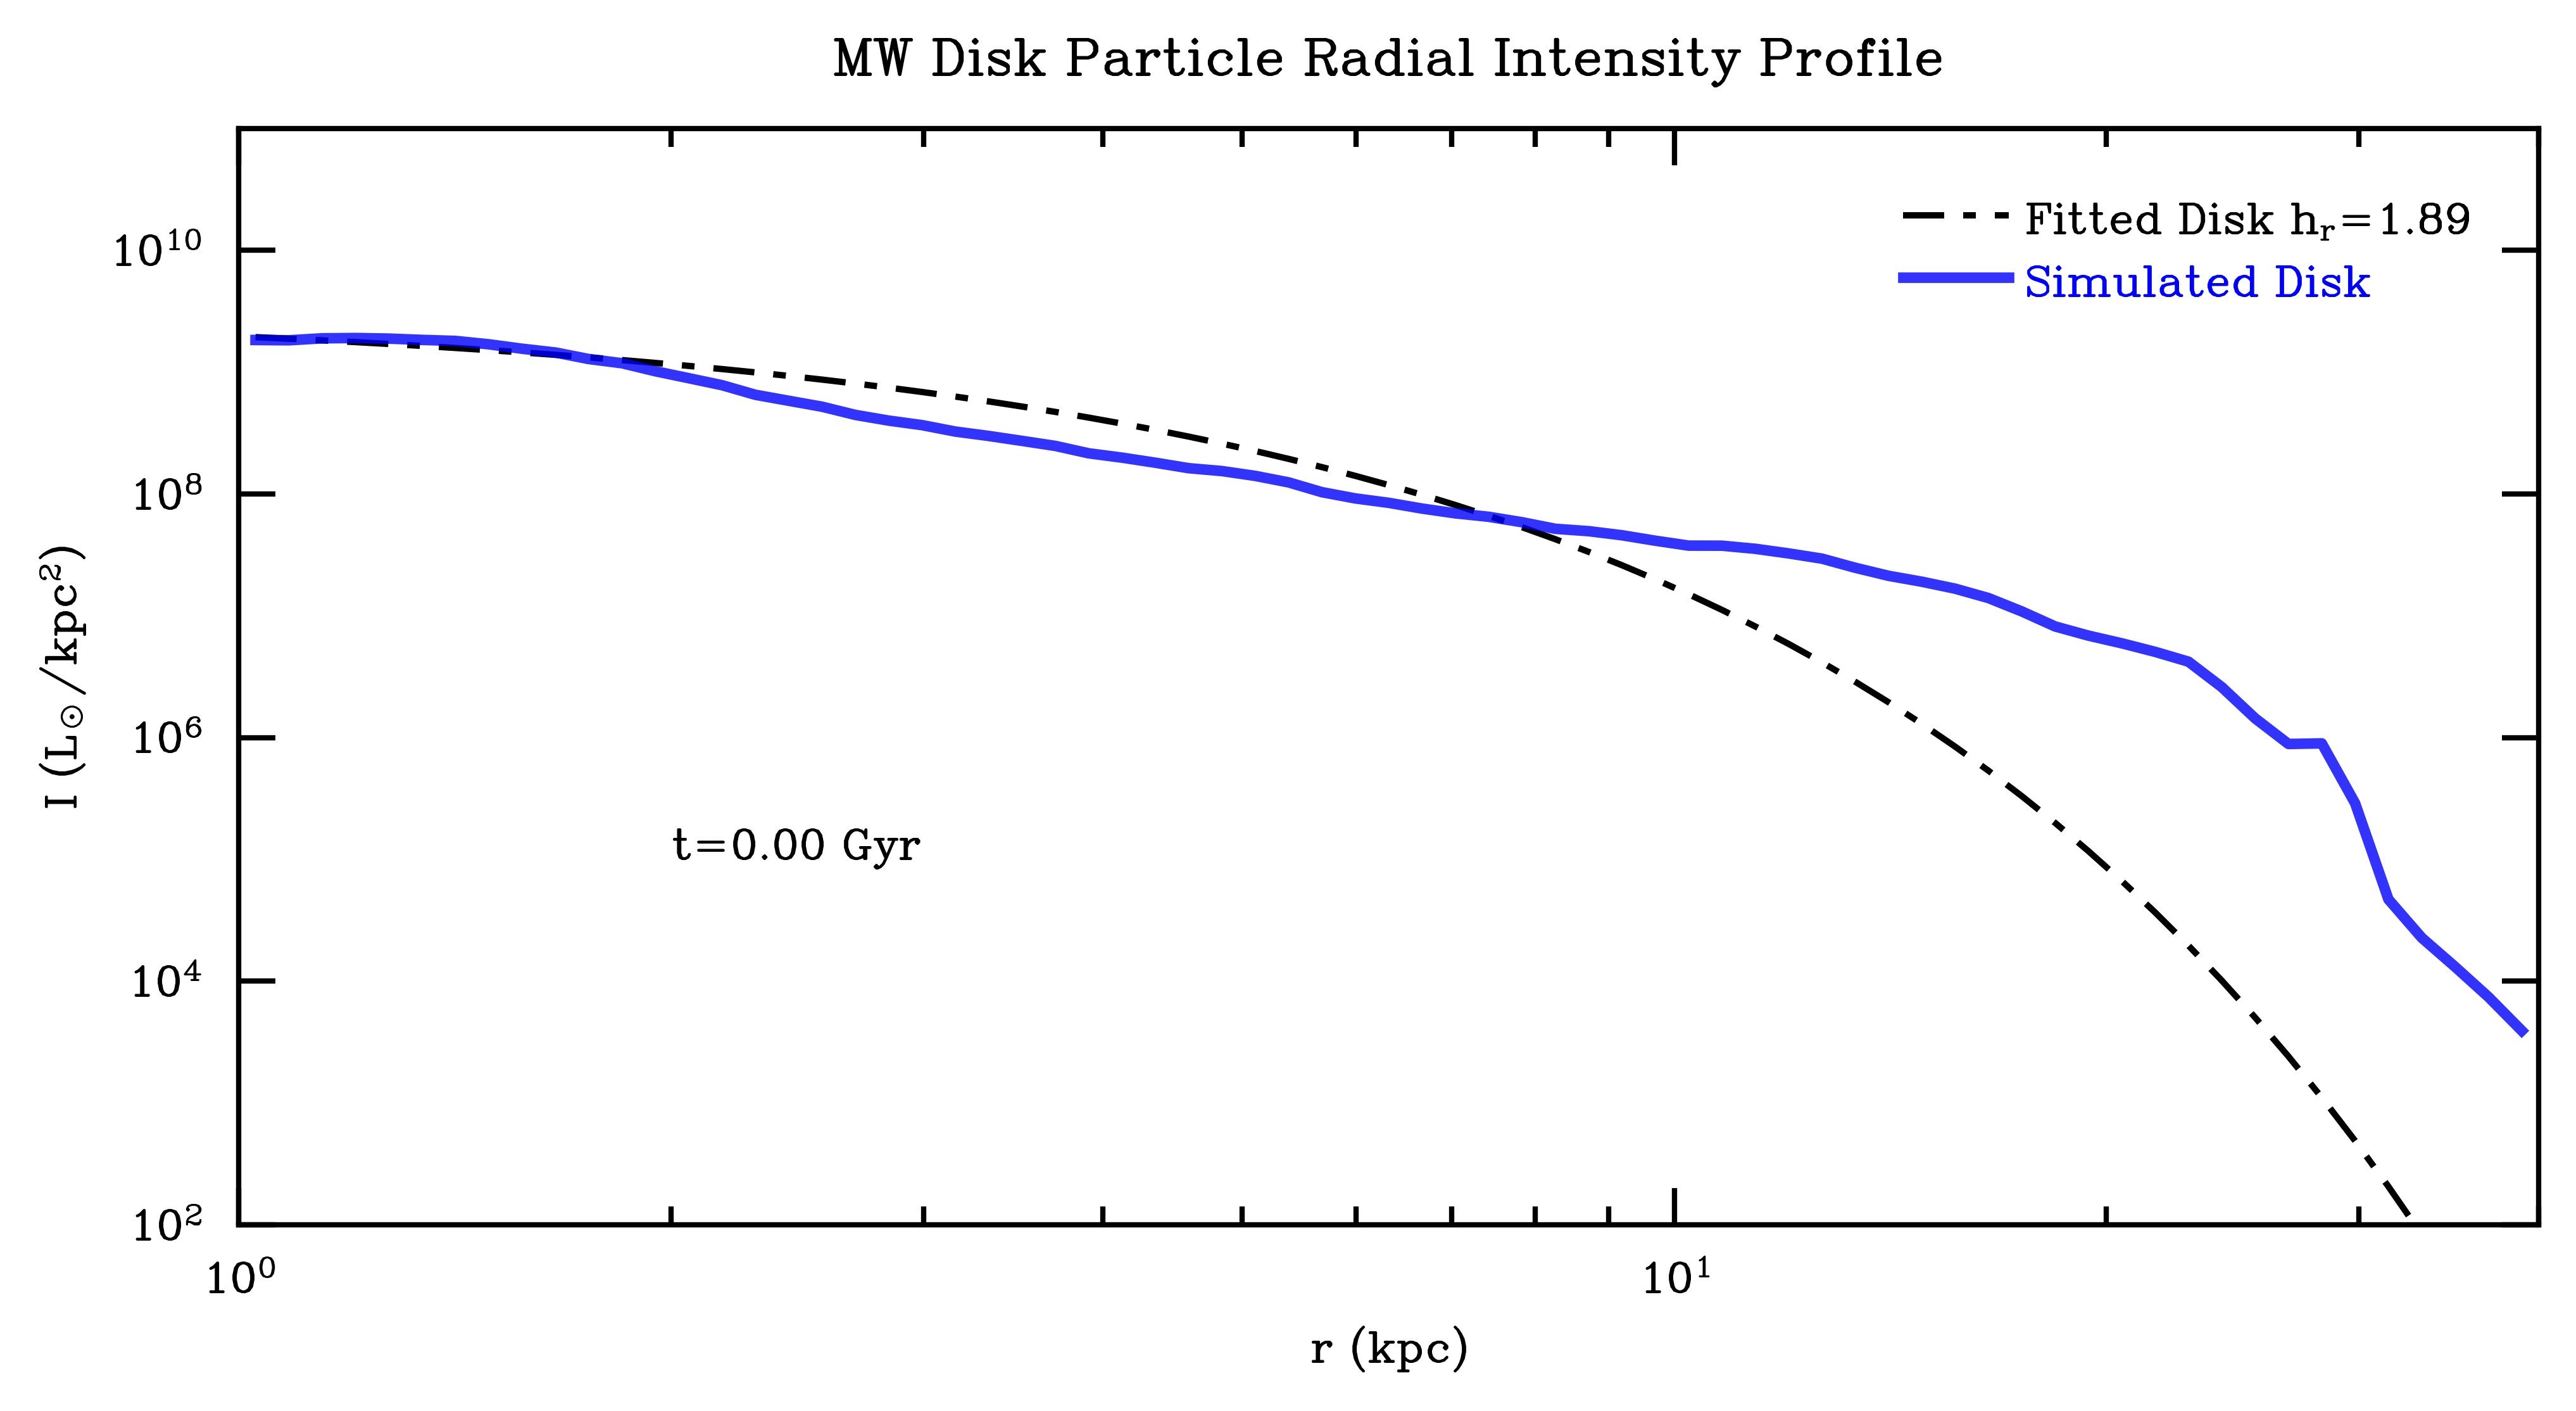 MW Disk Particle Radial Intensity Profile
Fitted Disk hᵣ=1.89
Simulated Disk
10¹⁰
10⁸
10⁶
10⁴
10²
I (L☉/kpc²)
t=0.00 Gyr
10⁰
10¹
r (kpc)